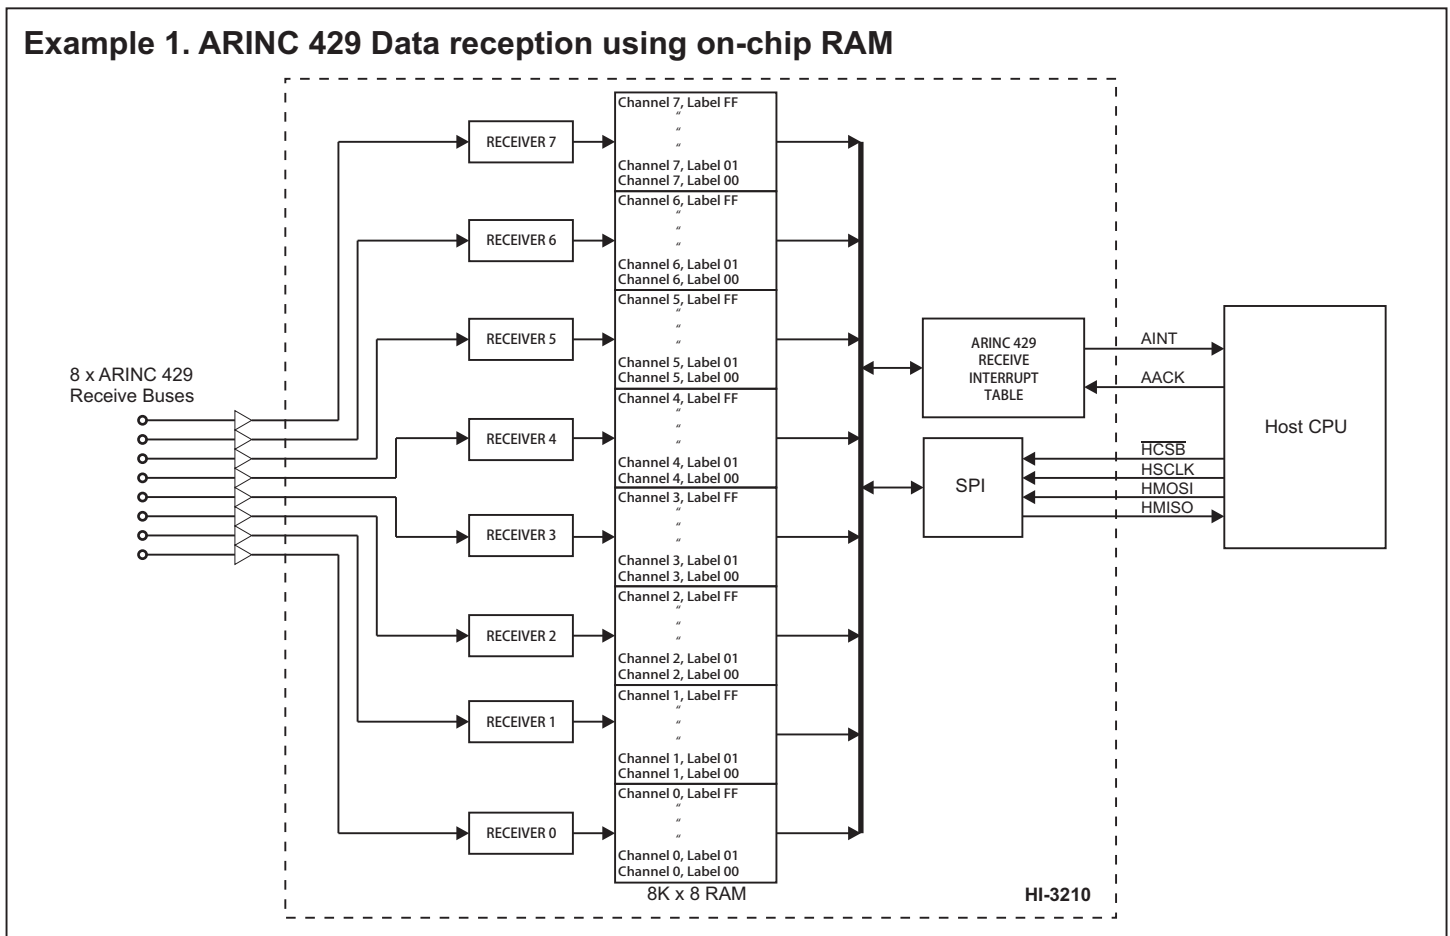 Example 1. ARINC 429 Data reception using on-chip RAM
8 x ARINC 429
Receive Buses
RECEIVER 7
RECEIVER 6
RECEIVER 5
RECEIVER 4
RECEIVER 3
RECEIVER 2
RECEIVER 1
RECEIVER 0
Channel 7, Label FF
"
"
"
Channel 7, Label 01
Channel 7, Label 00
Channel 6, Label FF
"
"
"
Channel 6, Label 01
Channel 6, Label 00
Channel 5, Label FF
"
"
"
Channel 5, Label 01
Channel 5, Label 00
Channel 4, Label FF
"
"
"
Channel 4, Label 01
Channel 4, Label 00
Channel 3, Label FF
"
"
"
Channel 3, Label 01
Channel 3, Label 00
Channel 2, Label FF
"
"
"
Channel 2, Label 01
Channel 2, Label 00
Channel 1, Label FF
"
"
"
Channel 1, Label 01
Channel 1, Label 00
Channel 0, Label FF
"
"
"
Channel 0, Label 01
Channel 0, Label 00
8K x 8 RAM
ARINC 429
RECEIVE
INTERRUPT
TABLE
SPI
AINT
AACK
HCSB
HSCLK
HMOSI
HMISO
Host CPU
HI-3210